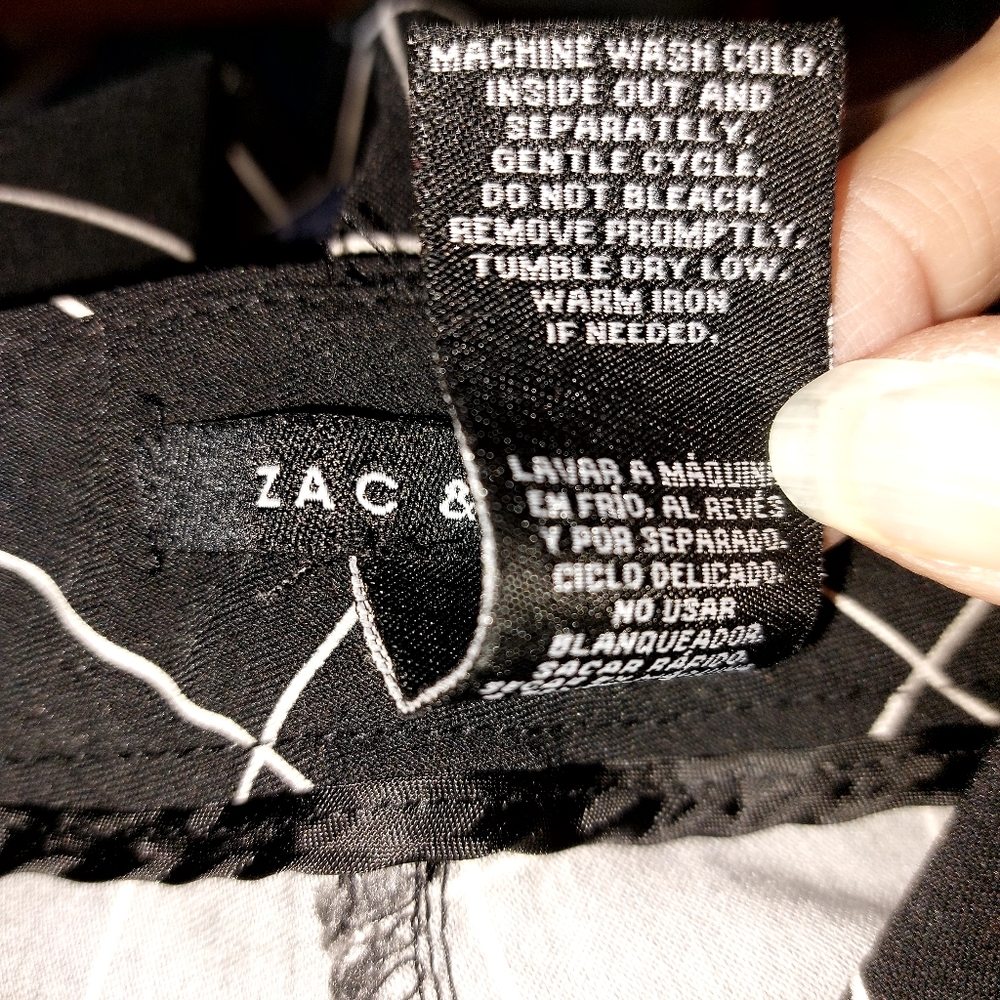 MACHINE WASH COLD,
INSIDE OUT AND
SEPARATELY,
GENTLE CYCLE.
DO NOT BLEACH.
REMOVE PROMPTLY.
TUMBLE DRY LOW,
WARM IRON
IF NEEDED.
ZAC &
LAVAR A MÁQUINA
EN FRÍO, AL REVÉS
Y POR SEPARADO.
CICLO DELICADO.
NO USAR
BLANQUEADOR.
SACAR RÁPIDO.